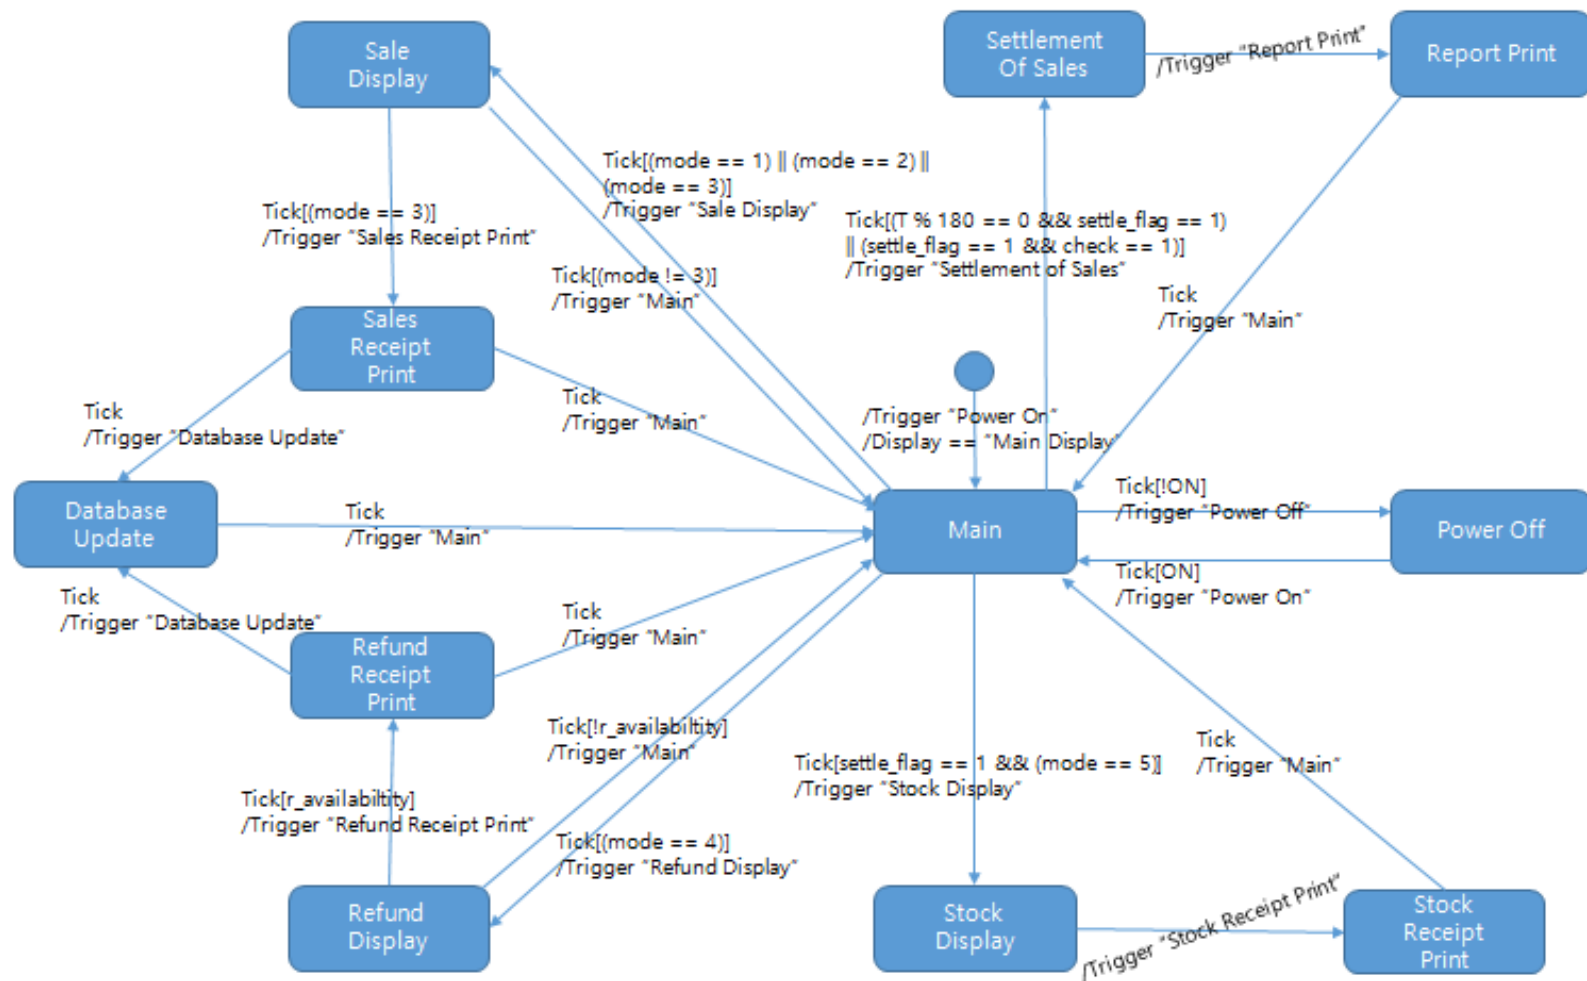 Sale
Display
Settlement
Of Sales
/Trigger “Report Print”
Report Print
Tick[(mode == 1) || (mode == 2) ||
(mode == 3)]
/Trigger “Sale Display”
Tick[(mode == 3)]
/Trigger “Sales Receipt Print”
Tick[(T % 180 == 0 && settle_flag == 1)
|| (settle_flag == 1 && check == 1)]
/Trigger “Settlement of Sales”
Tick[(mode != 3)]
/Trigger “Main”
Tick
/Trigger “Main”
Sales
Receipt
Print
Tick
/Trigger “Database Update”
Tick
/Trigger “Main”
/Trigger “Power On”
/Display == “Main Display”
Database
Update
Tick
/Trigger “Main”
Main
Tick[!ON]
/Trigger “Power Off”
Power Off
Tick[ON]
/Trigger “Power On”
Tick
/Trigger “Database Update”
Tick
/Trigger “Main”
Refund
Receipt
Print
Tick[!r_availabiltity]
/Trigger “Main”
Tick[settle_flag == 1 && (mode == 5)]
/Trigger “Stock Display”
Tick
/Trigger “Main”
Tick[r_availabiltity]
/Trigger “Refund Receipt Print”
Tick[(mode == 4)]
/Trigger “Refund Display”
Refund
Display
Stock
Display
/Trigger “Stock Receipt Print”
Stock
Receipt
Print